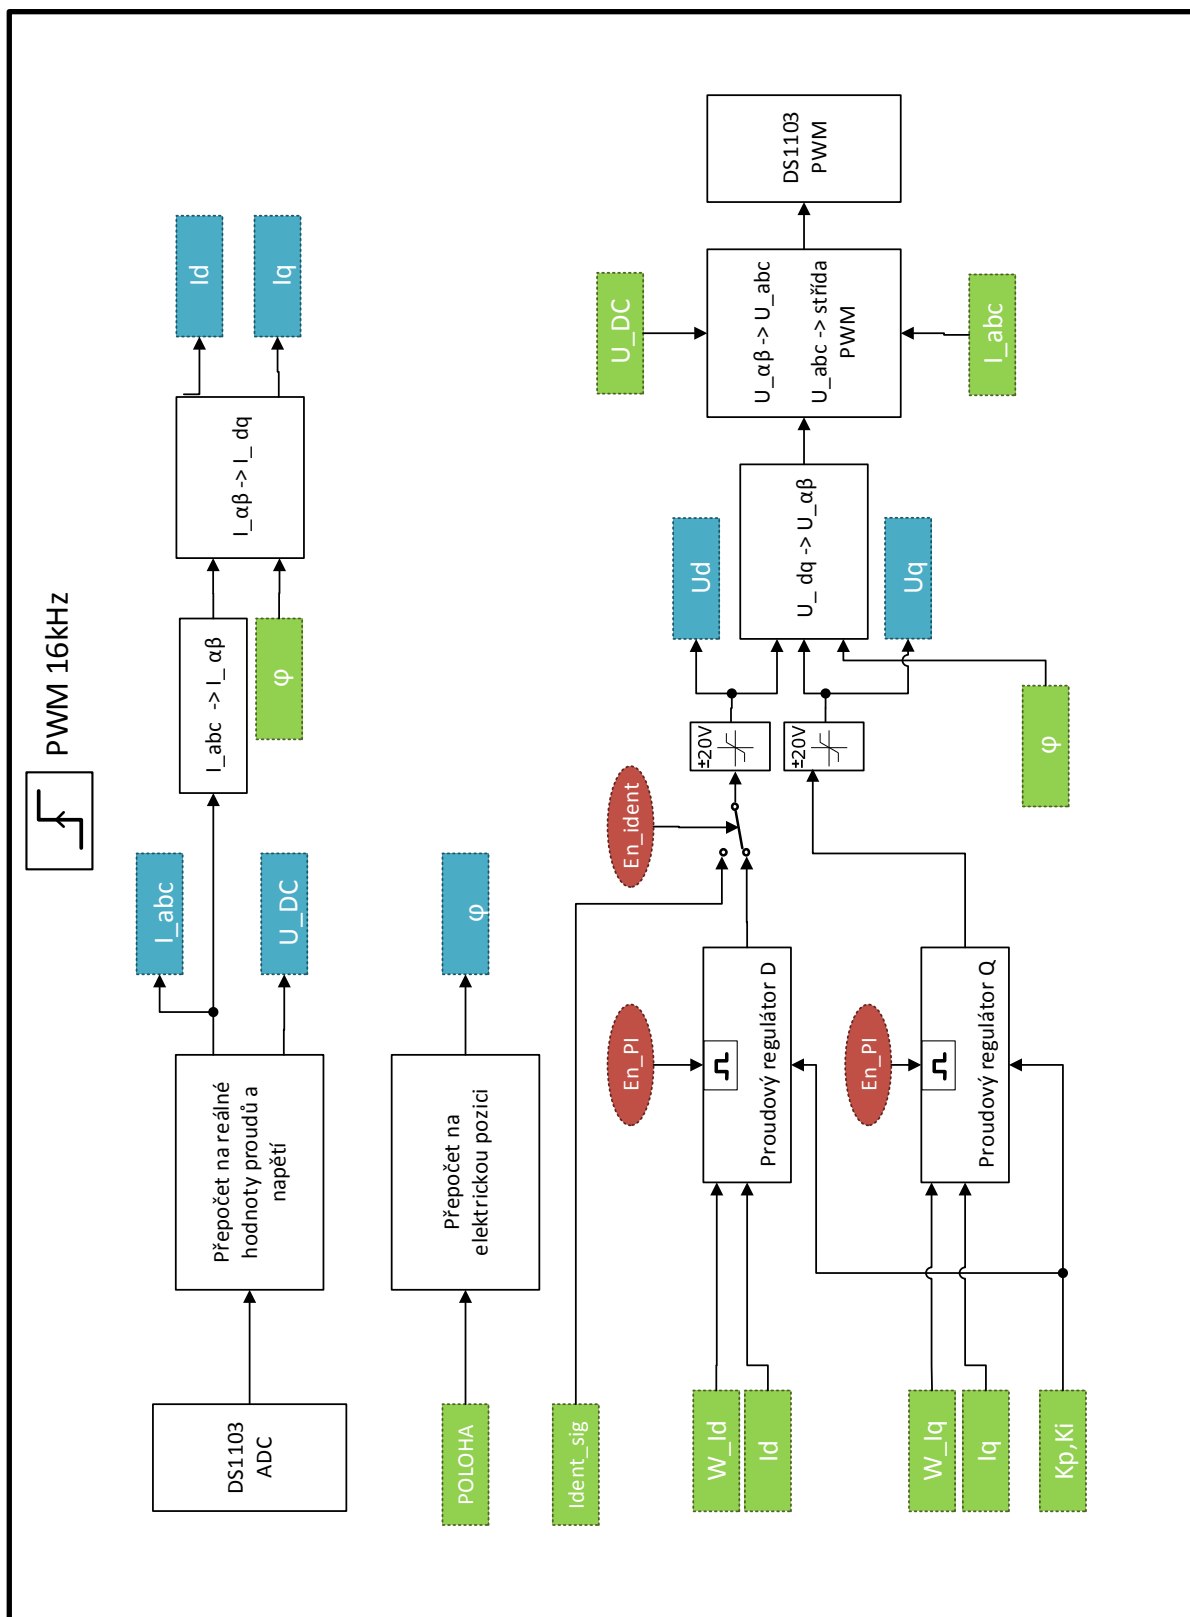 PWM 16kHz
DS1103
ADC
Přepočet na reálné
hodnoty proudů a
napětí
I_abc
U_DC
I_abc -> I_ αβ
φ
I_αβ -> I_ dq
Id
Iq
POLOHA
Přepočet na
elektrickou pozici
φ
Ident_sig
En_ident
W_Id
Id
En_PI
Proudový regulátor D
±20V
Ud
W_Iq
Iq
Kp,Ki
En_PI
Proudový regulátor Q
±20V
Uq
φ
U_ dq -> U_αβ
U_DC
U_αβ -> U_abc
U_abc -> střída
PWM
I_abc
DS1103
PWM